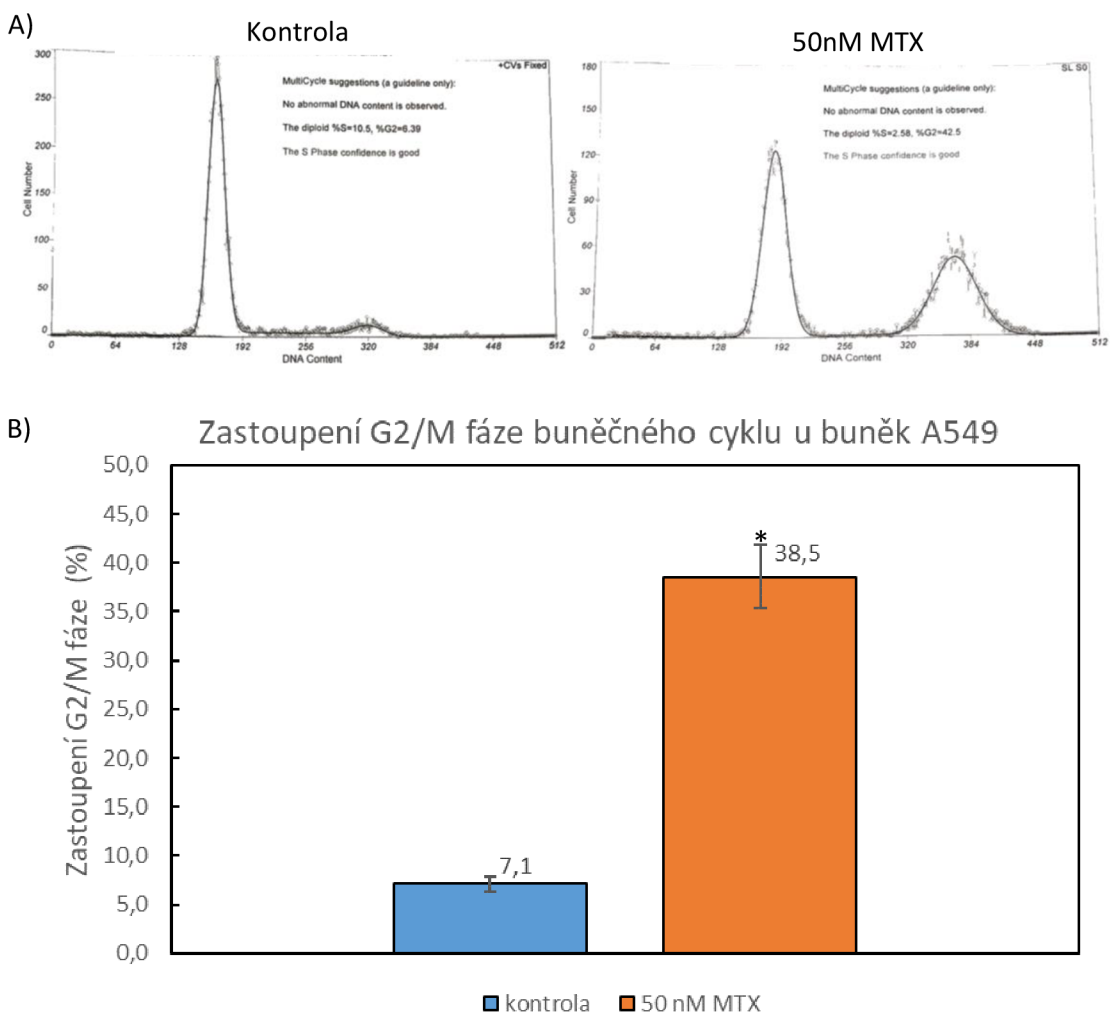 A)
Kontrola
50nM MTX
+CVs Fixed
MultiCycle suggestions (a guideline only):
No abnormal DNA content is observed.
The diploid %S=10.5, %G2=6.39
The S Phase confidence is good
Cell Number
300
250
200
150
100
50
0
0 64 128 192 256 320 384 448 512
DNA Content
SL S0
MultiCycle suggestions (a guideline only):
No abnormal DNA content is observed.
The diploid %S=2.58, %G2=42.5
The S Phase confidence is good
Cell Number
180
150
120
90
60
30
0
0 64 128 192 256 320 384 448 512
DNA Content
B)
Zastoupení G2/M fáze buněčného cyklu u buněk A549
Zastoupení G2/M fáze (%)
50,0
45,0
40,0
35,0
30,0
25,0
20,0
15,0
10,0
5,0
0,0
7,1
*
38,5
kontrola 50 nM MTX